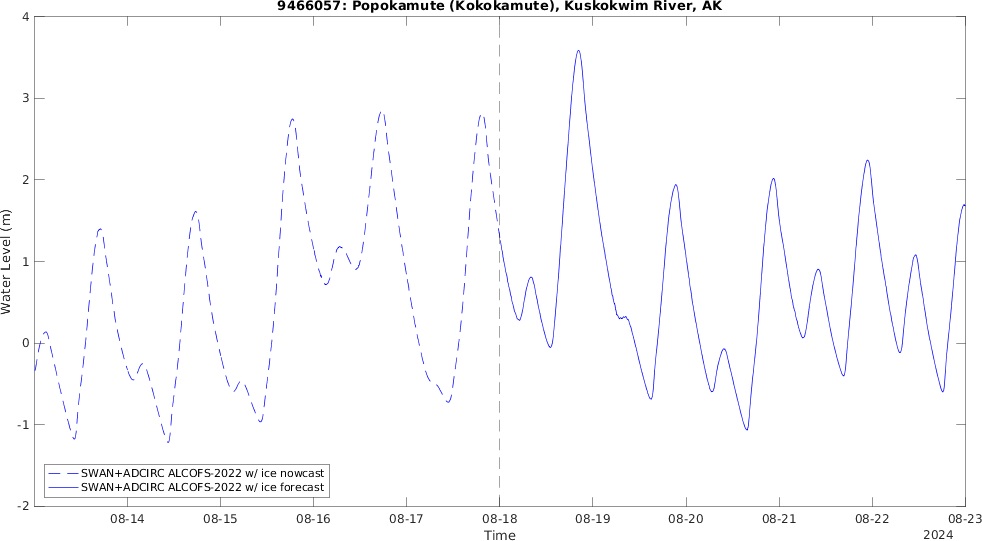 9466057: Popokamute (Kokokamute), Kuskokwim River, AK
4
3
2
1
0
-1
-2
Water Level (m)
SWAN+ADCIRC ALCOFS-2022 w/ ice nowcast
SWAN+ADCIRC ALCOFS-2022 w/ ice forecast
08-14 08-15 08-16 08-17 08-18 08-19 08-20 08-21 08-22 08-23
Time
2024